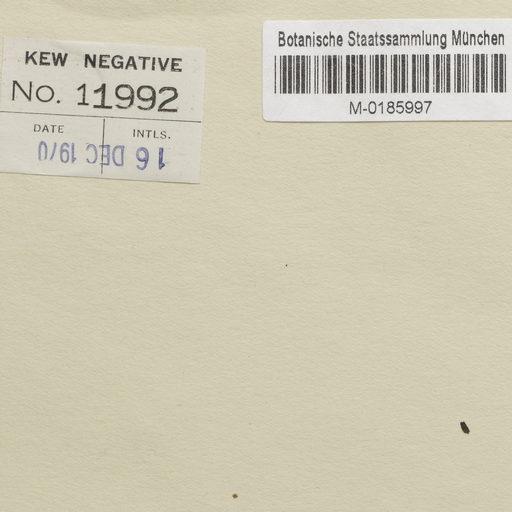 KEW NEGATIVE
No. 11992
DATE INTLS.
16 DEC 1970
Botanische Staatssammlung München
M-0185997